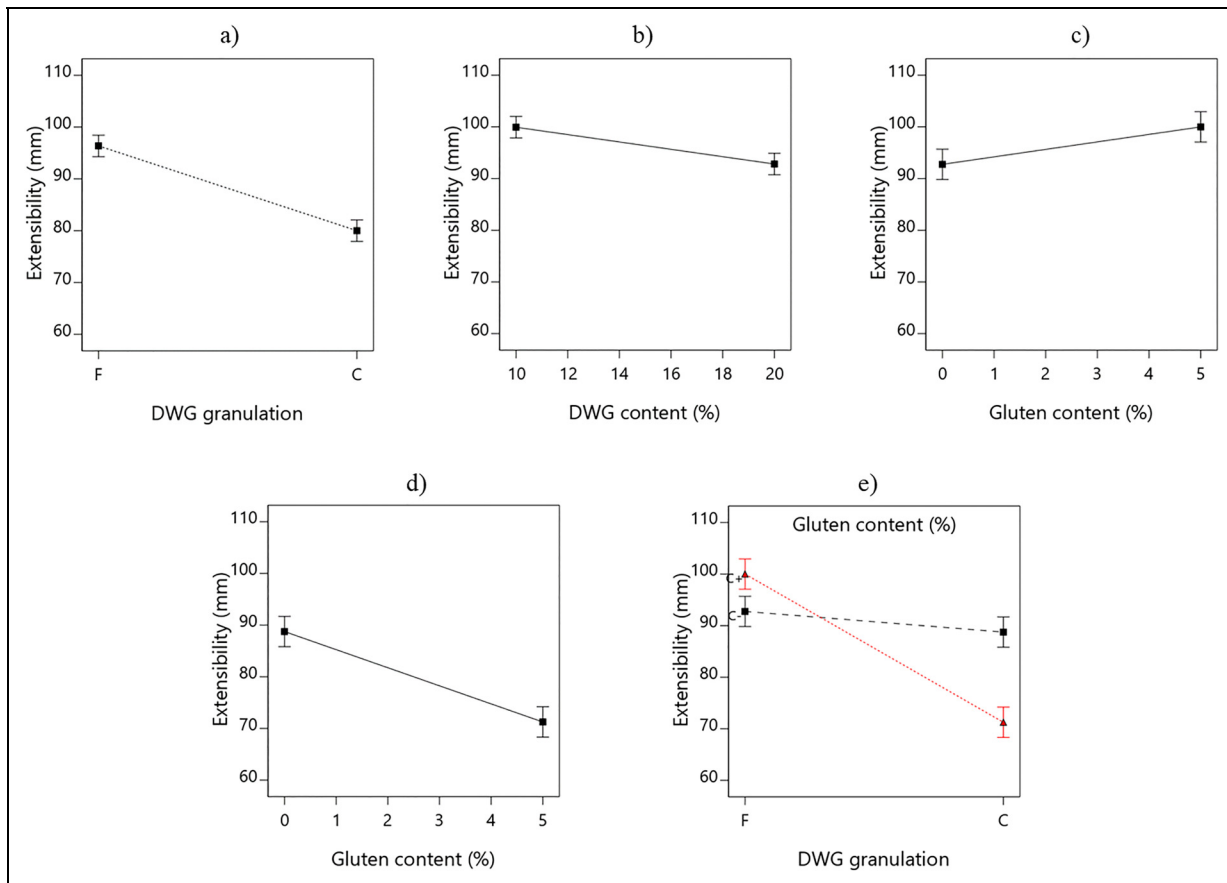 a)
110
100
90
80
70
60
Extensibility (mm)
F C
DWG granulation
b)
110
100
90
80
70
60
Extensibility (mm)
10 12 14 16 18 20
DWG content (%)
c)
110
100
90
80
70
60
Extensibility (mm)
0 1 2 3 4 5
Gluten content (%)
d)
110
100
90
80
70
60
Extensibility (mm)
0 1 2 3 4 5
Gluten content (%)
e)
Gluten content (%)
110
100
90
80
70
60
Extensibility (mm)
C+
C-
F C
DWG granulation